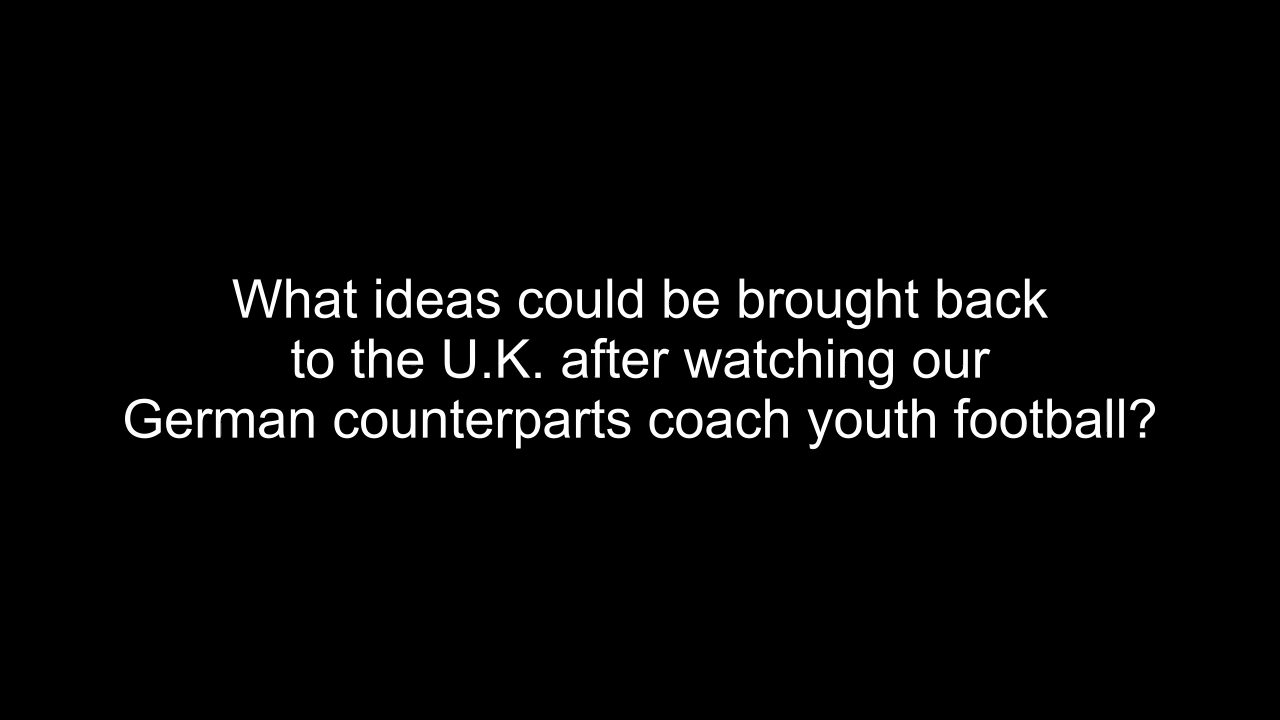 What ideas could be brought back
to the U.K. after watching our
German counterparts coach youth football?